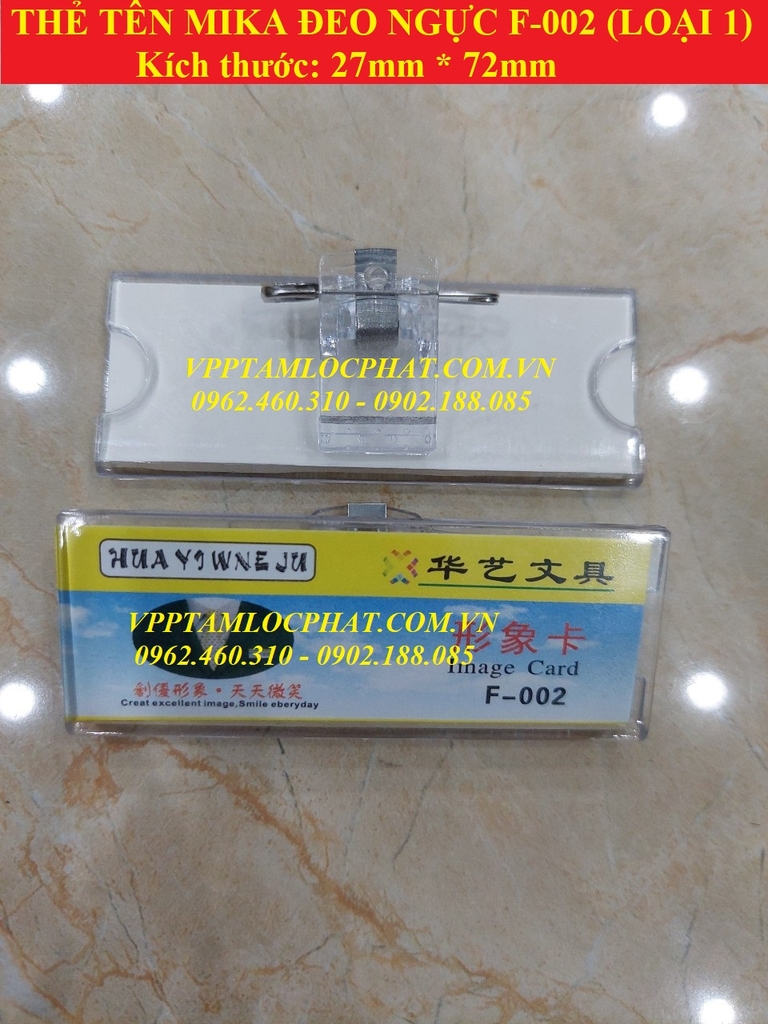 THẺ TÊN MIKA ĐEO NGỰC F-002 (LOẠI 1)
Kích thước: 27mm * 72mm
VPPTAMLOCPHAT.COM.VN
0962.460.310 - 0902.188.085
HUAYIWNEJU
华艺文具
VPPTAMLOCPHAT.COM.VN
0962.460.310 - 0902.188.085
形象卡
Image Card
F-002
創優形象·天天微笑
Creat excellent image,Smile eberyday